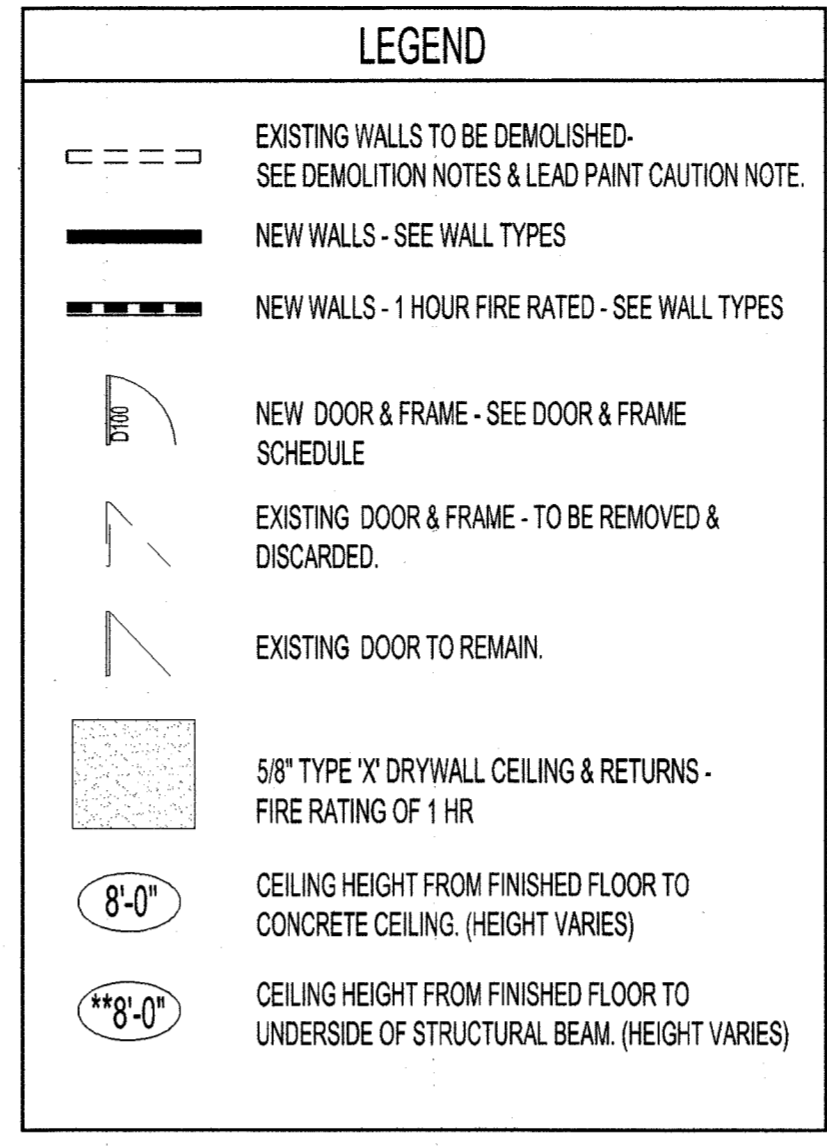 LEGEND
EXISTING WALLS TO BE DEMOLISHED-
SEE DEMOLITION NOTES & LEAD PAINT CAUTION NOTE.
NEW WALLS - SEE WALL TYPES
NEW WALLS - 1 HOUR FIRE RATED - SEE WALL TYPES
D100
NEW DOOR & FRAME - SEE DOOR & FRAME
SCHEDULE
EXISTING DOOR & FRAME - TO BE REMOVED &
DISCARDED.
EXISTING DOOR TO REMAIN.
5/8" TYPE 'X' DRYWALL CEILING & RETURNS -
FIRE RATING OF 1 HR
8'-0"
CEILING HEIGHT FROM FINISHED FLOOR TO
CONCRETE CEILING. (HEIGHT VARIES)
**8'-0"
CEILING HEIGHT FROM FINISHED FLOOR TO
UNDERSIDE OF STRUCTURAL BEAM. (HEIGHT VARIES)